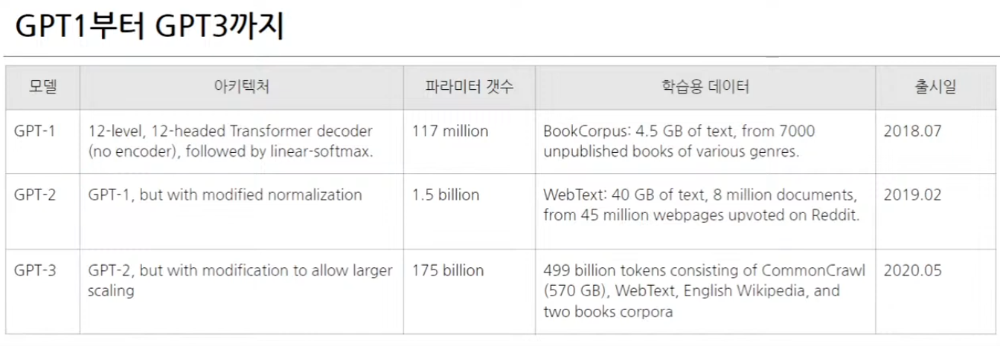 GPT1부터 GPT3까지
모델 아키텍처 파라미터 갯수 학습용 데이터 출시일
GPT-1 12-level, 12-headed Transformer decoder 117 million BookCorpus: 4.5 GB of text, from 7000 2018.07
(no encoder), followed by linear-softmax. unpublished books of various genres.
GPT-2 GPT-1, but with modified normalization 1.5 billion WebText: 40 GB of text, 8 million documents, 2019.02
from 45 million webpages upvoted on Reddit.
GPT-3 GPT-2, but with modification to allow larger 175 billion 499 billion tokens consisting of CommonCrawl 2020.05
scaling (570 GB), WebText, English Wikipedia, and
two books corpora